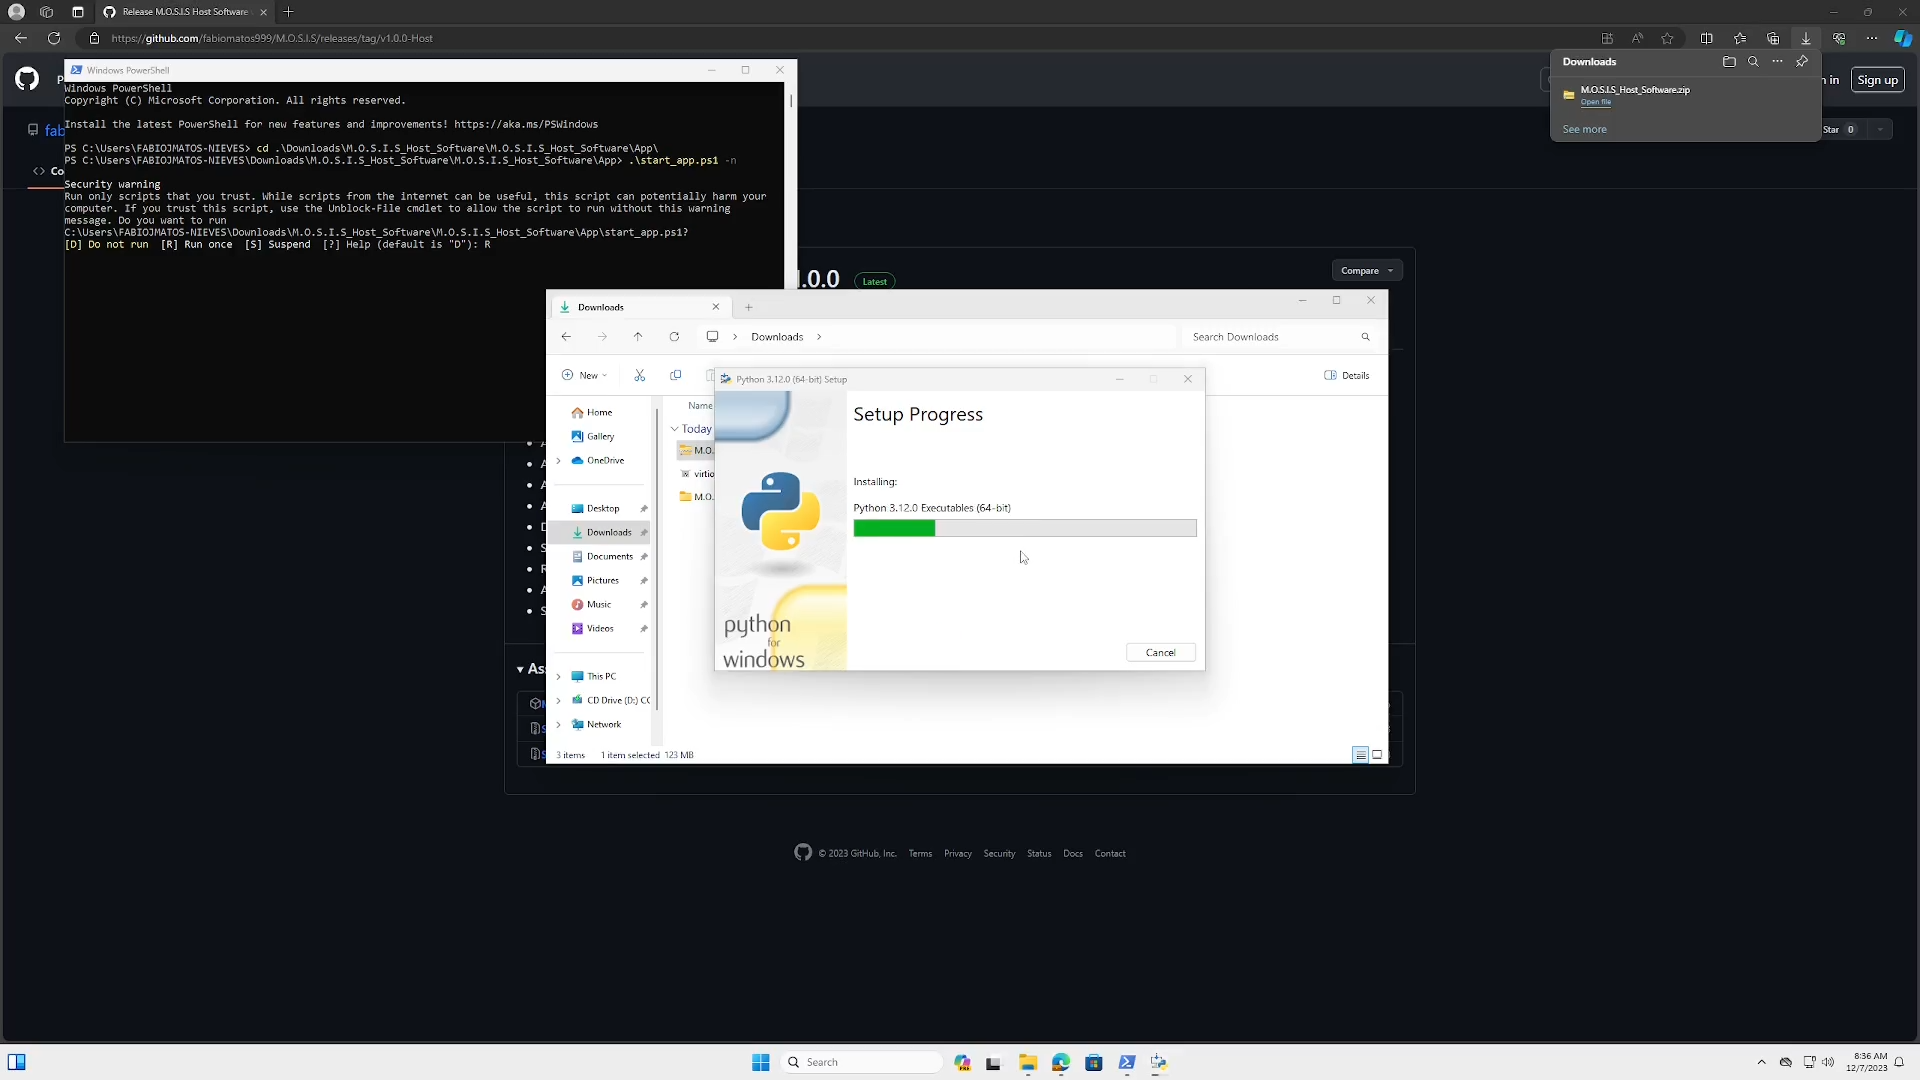 Release M.O.S.I.S Host Software
https://github.com/fabiomatos999/M.O.S.I.S/releases/tag/v1.0.0-Host
Downloads
M.O.S.I.S_Host_Software.zip
Open file
See more
Sign up
Star 0
Windows PowerShell
Windows PowerShell
Copyright (C) Microsoft Corporation. All rights reserved.
Install the latest PowerShell for new features and improvements! https://aka.ms/PSWindows
PS C:\Users\FABIOJMATOS-NIEVES> cd .\Downloads\M.O.S.I.S_Host_Software\M.O.S.I.S_Host_Software\App\
PS C:\Users\FABIOJMATOS-NIEVES\Downloads\M.O.S.I.S_Host_Software\M.O.S.I.S_Host_Software\App> .\start_app.ps1 -n
Security warning
Run only scripts that you trust. While scripts from the internet can be useful, this script can potentially harm your
computer. If you trust this script, use the Unblock-File cmdlet to allow the script to run without this warning
message. Do you want to run
C:\Users\FABIOJMATOS-NIEVES\Downloads\M.O.S.I.S_Host_Software\M.O.S.I.S_Host_Software\App\start_app.ps1?
[D] Do not run [R] Run once [S] Suspend [?] Help (default is "D"): R
.0.0
Latest
Compare
Downloads
Downloads
Search Downloads
New
Details
Home
Gallery
OneDrive
Desktop
Downloads
Documents
Pictures
Music
Videos
This PC
CD Drive (D:) CC
Network
Name
Today
M.O.
virtio
M.O.
3 items 1 item selected 123 MB
Python 3.12.0 (64-bit) Setup
Setup Progress
Installing:
Python 3.12.0 Executables (64-bit)
python
for
windows
Cancel
© 2023 GitHub, Inc. Terms Privacy Security Status Docs Contact
Search
8:36 AM
12/7/2023